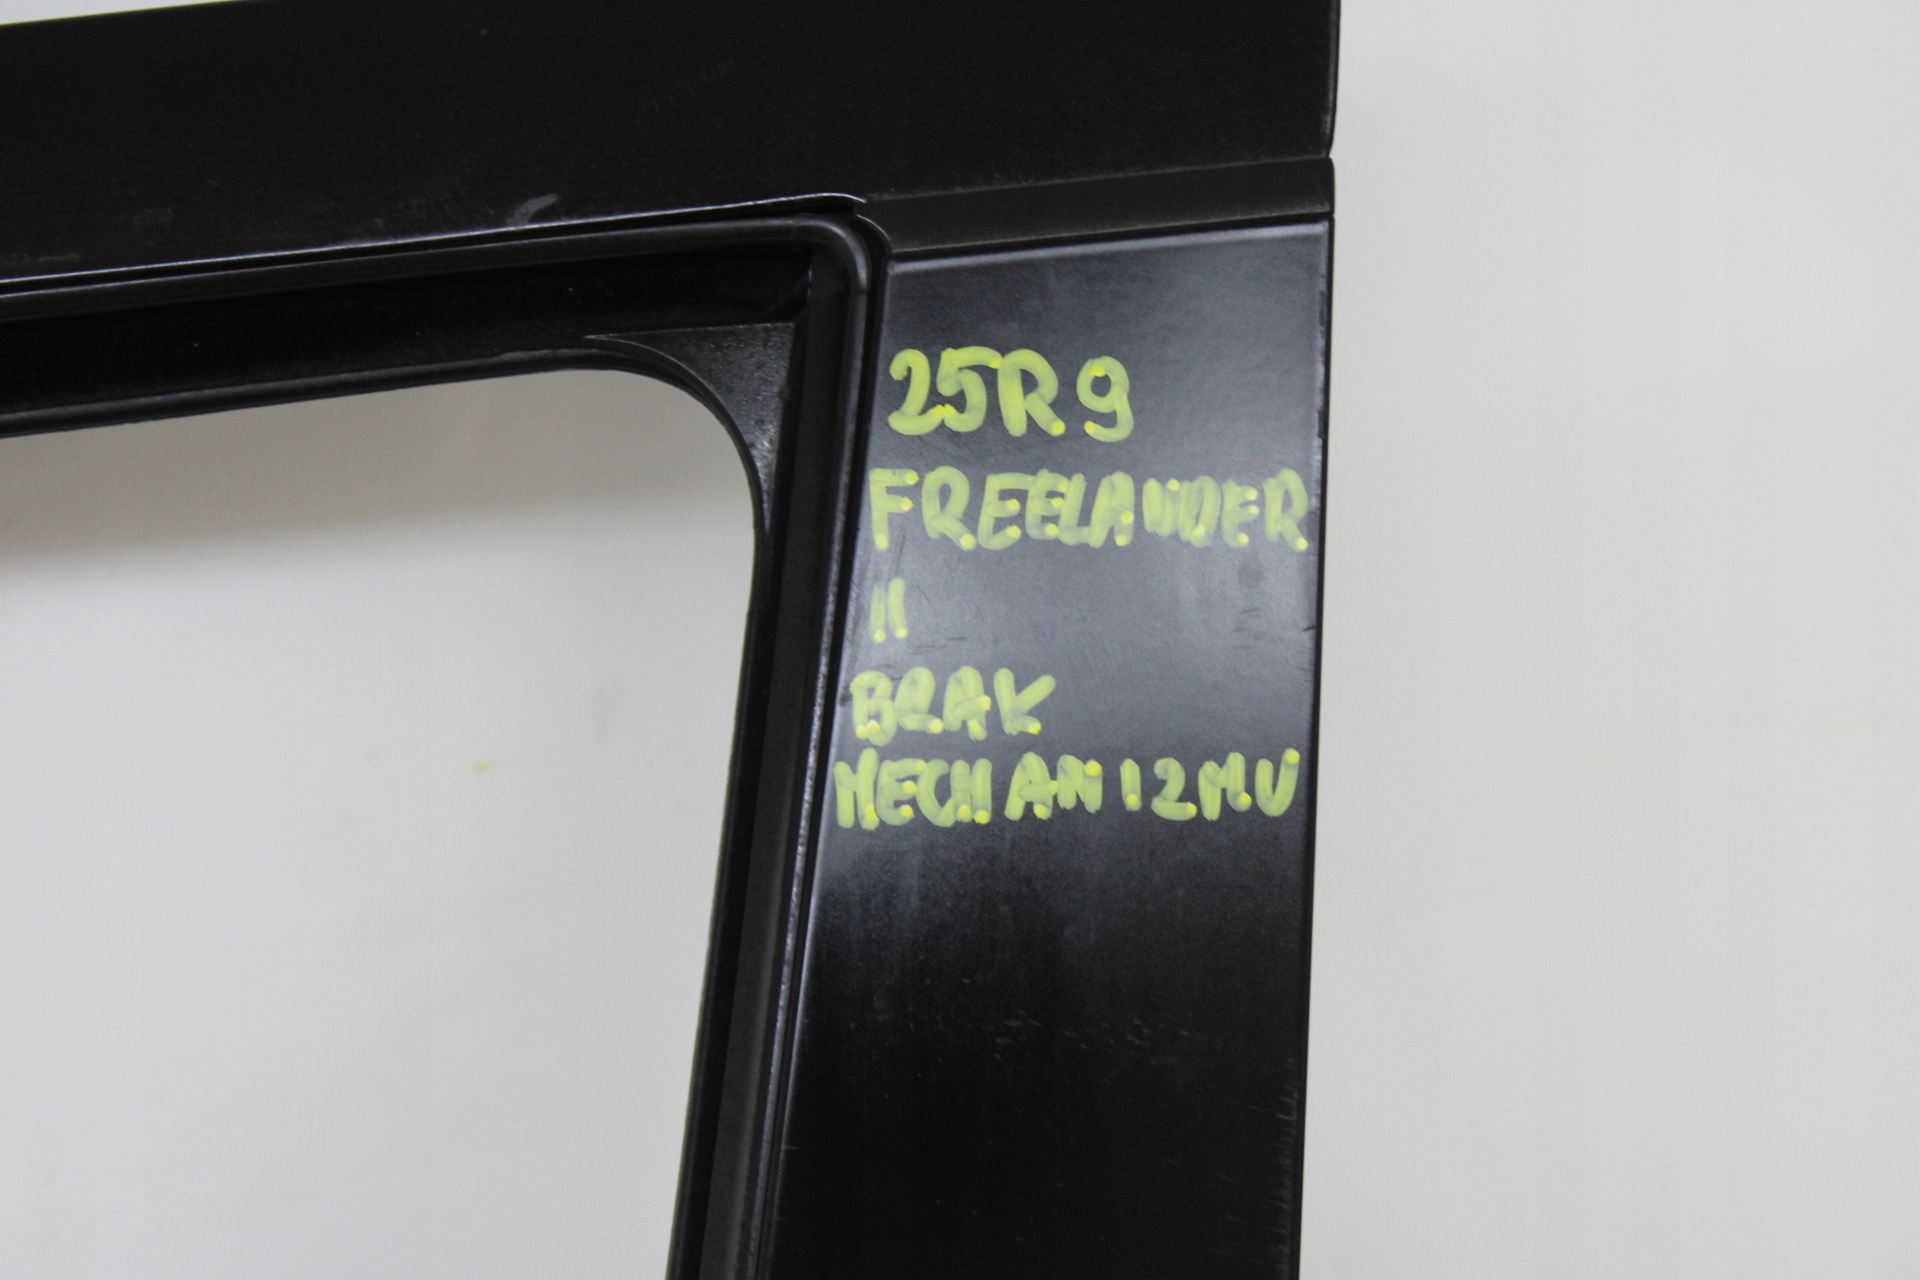 25R9
FREELANDER
II
BRAK
MECHANIZMU